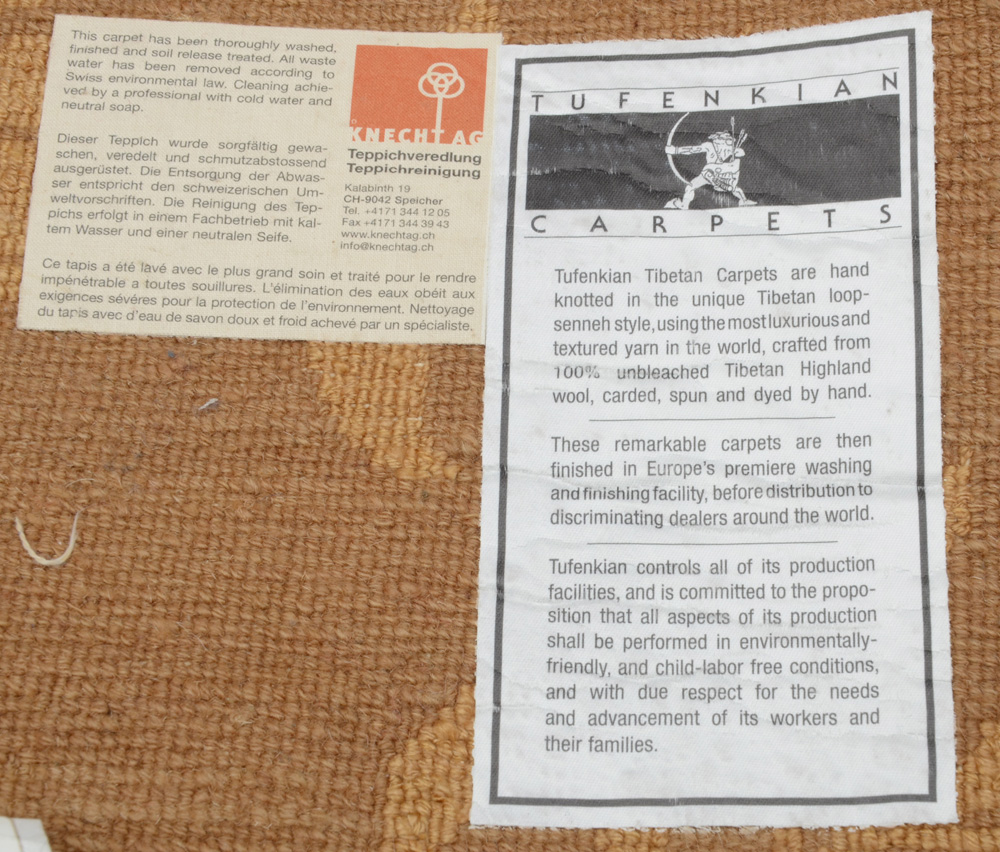 This carpet has been thoroughly washed,
finished and soil release treated. All waste
water has been removed according to
Swiss environmental law. Cleaning achie-
ved by a professional with cold water and
neutral soap.
Dieser Teppich wurde sorgfältig gewa-
schen, veredelt und schmutzabstossend
ausgerüstet. Die Entsorgung der Abwas-
ser entspricht den schweizerischen Um-
weltvorschriften. Die Reinigung des Tep-
pichs erfolgt in einem Fachbetrieb mit kal-
tem Wasser und einer neutralen Seife.
KNECHT AG
Teppichveredlung
Teppichreinigung
Kalabinth 19
CH-9042 Speicher
Tel. +4171 344 12 05
Fax +4171 344 39 43
www.knechtag.ch
info@knechtag.ch
Ce tapis a été lavé avec le plus grand soin et traité pour le rendre
impénétrable a toutes souillures. L'élimination des eaux obéit aux
exigences sévéres pour la protection de l'environnement. Nettoyage
du tapis avec d'eau de savon doux et froid achevé par un spécialiste.
TUFENKIAN
CARPETS
Tufenkian Tibetan Carpets are hand
knotted in the unique Tibetan loop-
senneh style, using the most luxurious and
textured yarn in the world, crafted from
100% unbleached Tibetan Highland
wool, carded, spun and dyed by hand.
These remarkable carpets are then
finished in Europe's premiere washing
and finishing facility, before distribution to
discriminating dealers around the world.
Tufenkian controls all of its production
facilities, and is committed to the propo-
sition that all aspects of its production
shall be performed in environmentally-
friendly, and child-labor free conditions,
and with due respect for the needs
and advancement of its workers and
their families.